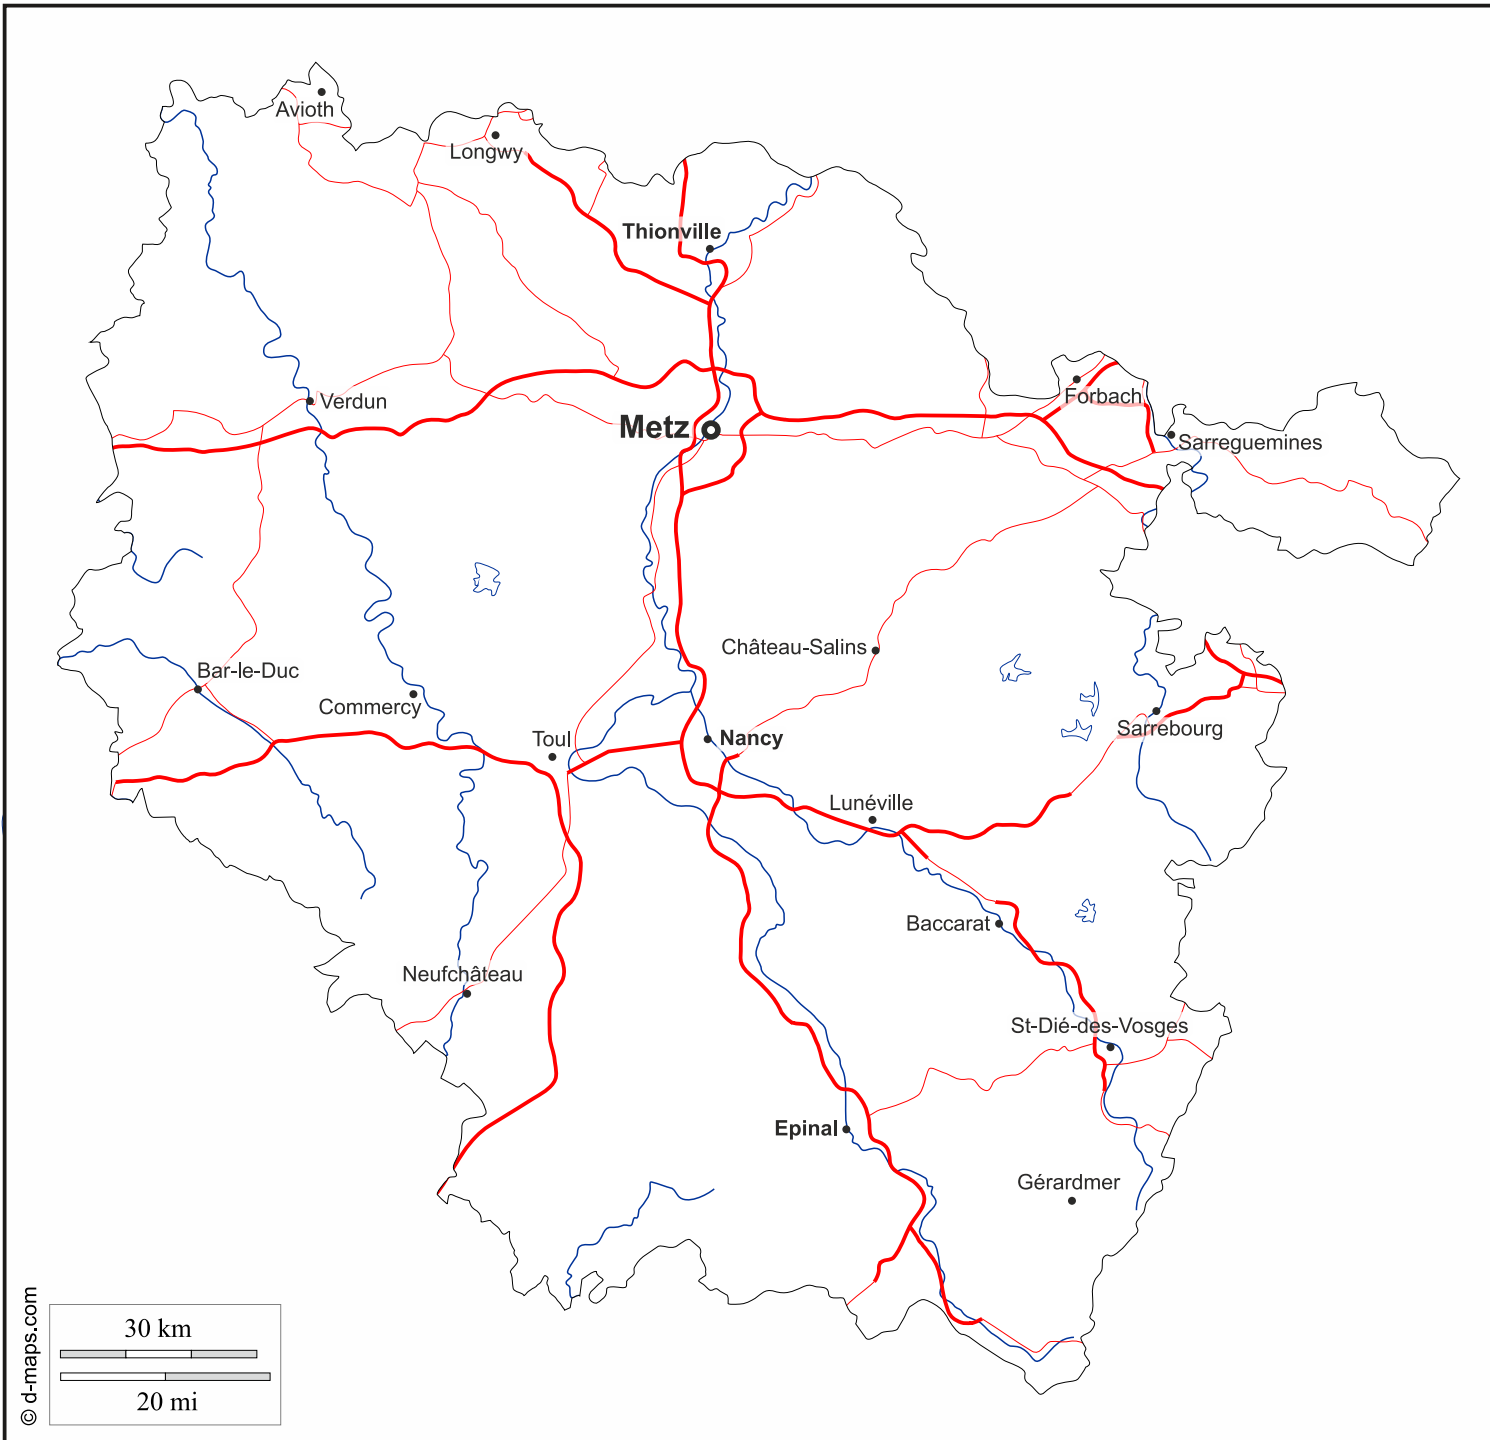 Avioth
Longwy
Thionville
Verdun
Metz
Forbach
Sarreguemines
Bar-le-Duc
Commercy
Château-Salins
Toul
Nancy
Sarrebourg
Lunéville
Baccarat
Neufchâteau
St-Dié-des-Vosges
Epinal
Gérardmer
30 km
20 mi
© d-maps.com